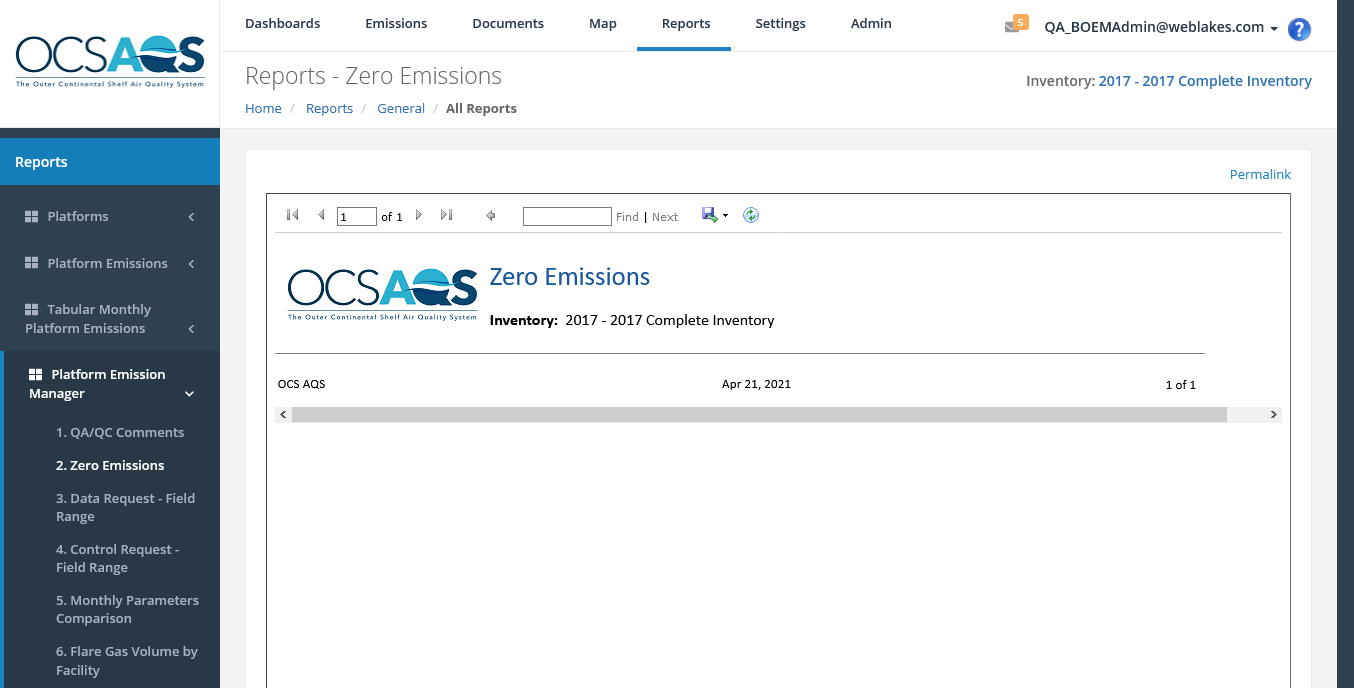 OCSAQS
The Outer Continental Shelf Air Quality System
Dashboards Emissions Documents Map Reports Settings Admin
5 QA_BOEMAdmin@weblakes.com ?
Reports - Zero Emissions
Inventory: 2017 - 2017 Complete Inventory
Home / Reports / General / All Reports
Reports
Platforms
Platform Emissions
Tabular Monthly
Platform Emissions
Platform Emission
Manager
1. QA/QC Comments
2. Zero Emissions
3. Data Request - Field
Range
4. Control Request -
Field Range
5. Monthly Parameters
Comparison
6. Flare Gas Volume by
Facility
Permalink
1 of 1 Find | Next
OCSAQS
The Outer Continental Shelf Air Quality System
Zero Emissions
Inventory: 2017 - 2017 Complete Inventory
OCS AQS Apr 21, 2021 1 of 1